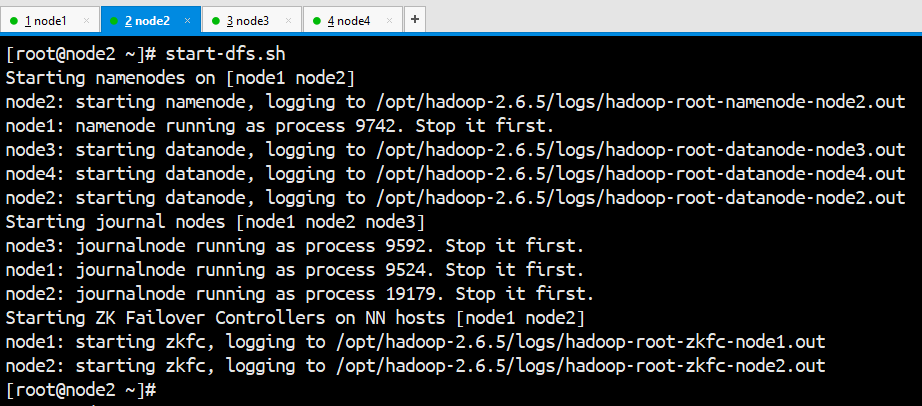 1 node1 × 2 node2 × 3 node3 × 4 node4 × +
[root@node2 ~]# start-dfs.sh
Starting namenodes on [node1 node2]
node2: starting namenode, logging to /opt/hadoop-2.6.5/logs/hadoop-root-namenode-node2.out
node1: namenode running as process 9742. Stop it first.
node3: starting datanode, logging to /opt/hadoop-2.6.5/logs/hadoop-root-datanode-node3.out
node4: starting datanode, logging to /opt/hadoop-2.6.5/logs/hadoop-root-datanode-node4.out
node2: starting datanode, logging to /opt/hadoop-2.6.5/logs/hadoop-root-datanode-node2.out
Starting journal nodes [node1 node2 node3]
node3: journalnode running as process 9592. Stop it first.
node1: journalnode running as process 9524. Stop it first.
node2: journalnode running as process 19179. Stop it first.
Starting ZK Failover Controllers on NN hosts [node1 node2]
node1: starting zkfc, logging to /opt/hadoop-2.6.5/logs/hadoop-root-zkfc-node1.out
node2: starting zkfc, logging to /opt/hadoop-2.6.5/logs/hadoop-root-zkfc-node2.out
[root@node2 ~]#